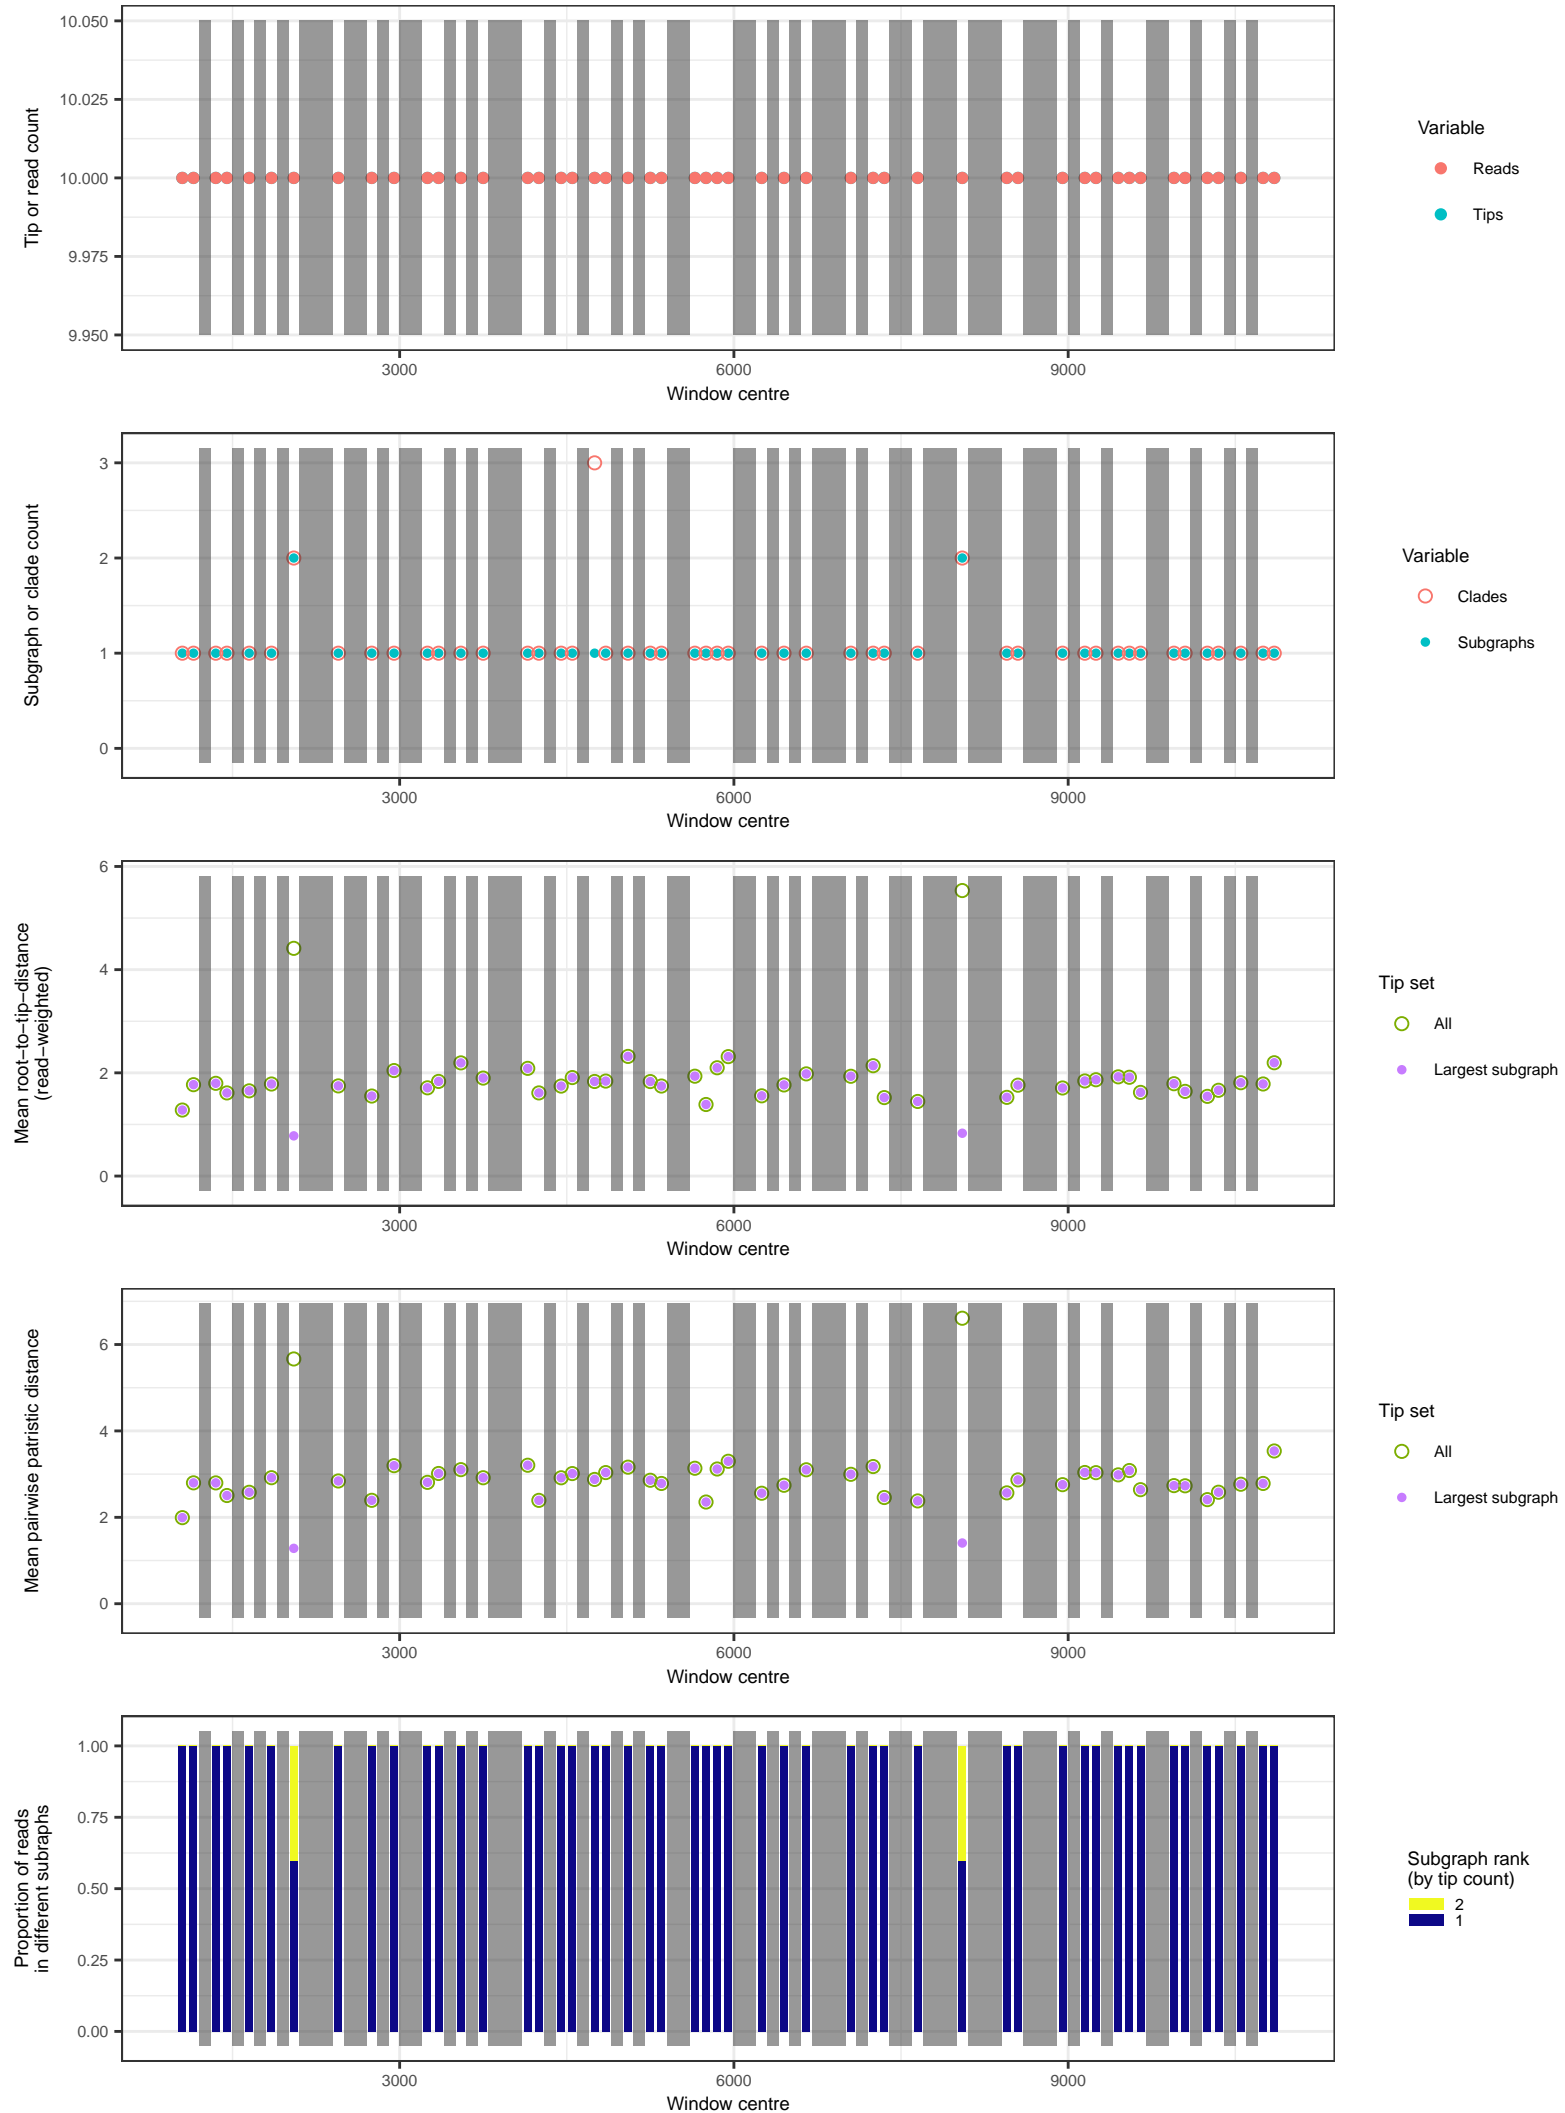 10.050
10.025
10.000
9.975
9.950
Tip or read count
3000
6000
9000
Window centre
Variable
Reads
Tips
3
2
1
0
Subgraph or clade count
3000
6000
9000
Window centre
Variable
Clades
Subgraphs
6
4
2
0
Mean root−to−tip−distance
(read−weighted)
3000
6000
9000
Window centre
Tip set
All
Largest subgraph
6
4
2
0
Mean pairwise patristic distance
3000
6000
9000
Window centre
Tip set
All
Largest subgraph
1.00
0.75
0.50
0.25
0.00
Proportion of reads
in different subraphs
3000
6000
9000
Window centre
Subgraph rank
(by tip count)
2
1